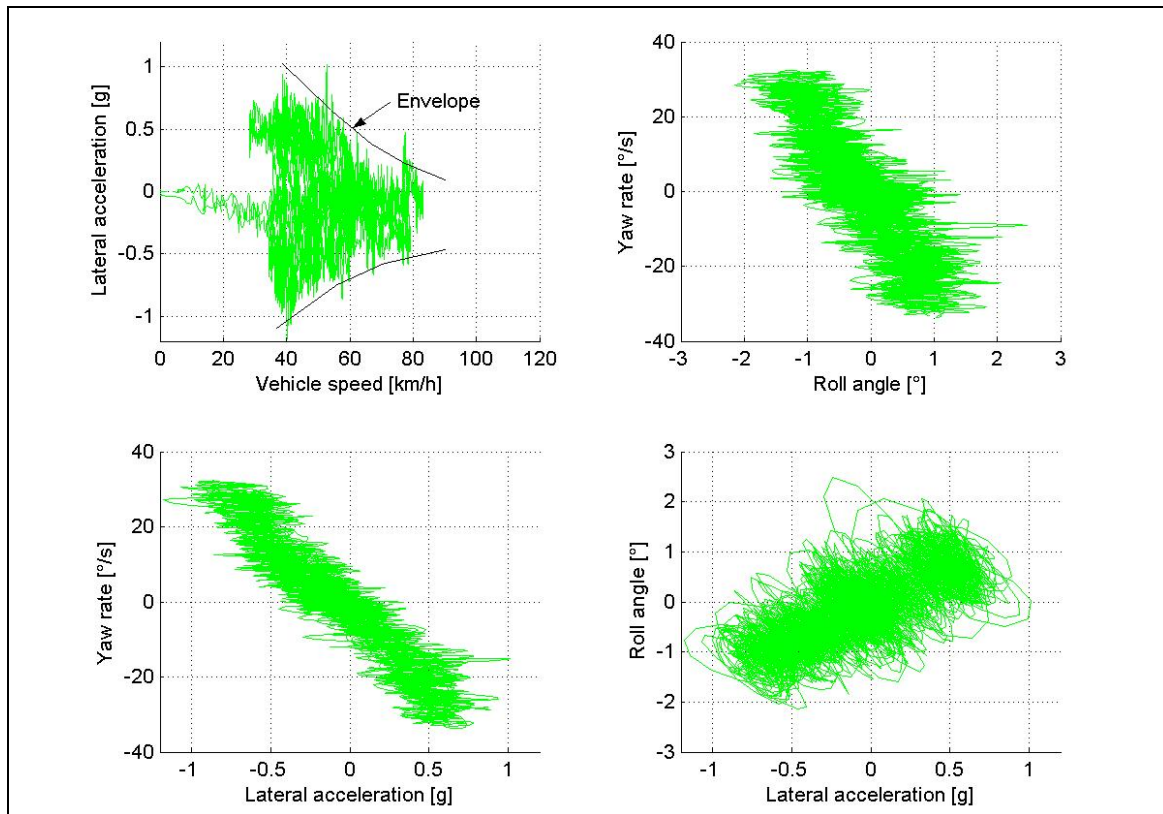 Lateral acceleration [g]
1
0.5
0
-0.5
-1
Envelope
0 20 40 60 80 100 120
Vehicle speed [km/h]
Yaw rate [°/s]
40
20
0
-20
-40
-3 -2 -1 0 1 2 3
Roll angle [°]
Yaw rate [°/s]
40
20
0
-20
-40
-1 -0.5 0 0.5 1
Lateral acceleration [g]
Roll angle [°]
3
2
1
0
-1
-2
-3
-1 -0.5 0 0.5 1
Lateral acceleration [g]